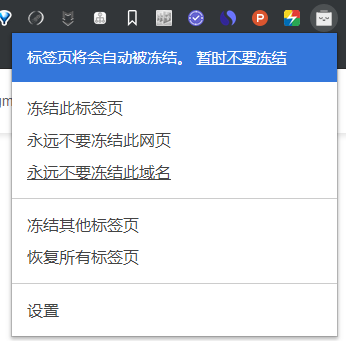 标签页将会自动被冻结。 暂时不要冻结
gm
冻结此标签页
永远不要冻结此网页
永远不要冻结此域名
冻结其他标签页
恢复所有标签页
设置